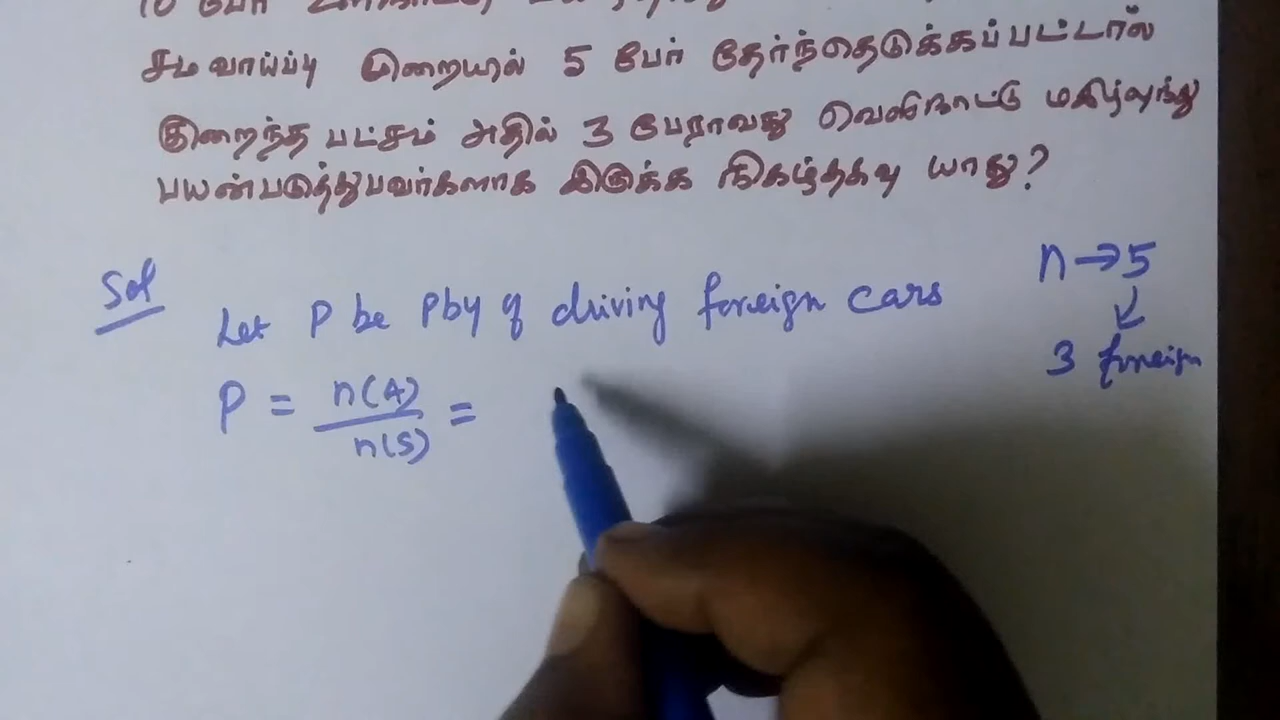 10 பேர்
சமவாய்ப்பு முறையில் 5 பேர் தேர்ந்தெடுக்கப்பட்டால்
குறைந்த பட்சம் அதில் 3 பேராவது வெளிநாட்டு மகிழ்வுந்து
பயன்படுத்துபவர்களாக இருக்க நிகழ்தகவு யாது?
Sol
Let P be Pby of driving foreign cars
n → 5
3 foreign
P = n(A) / n(S) =